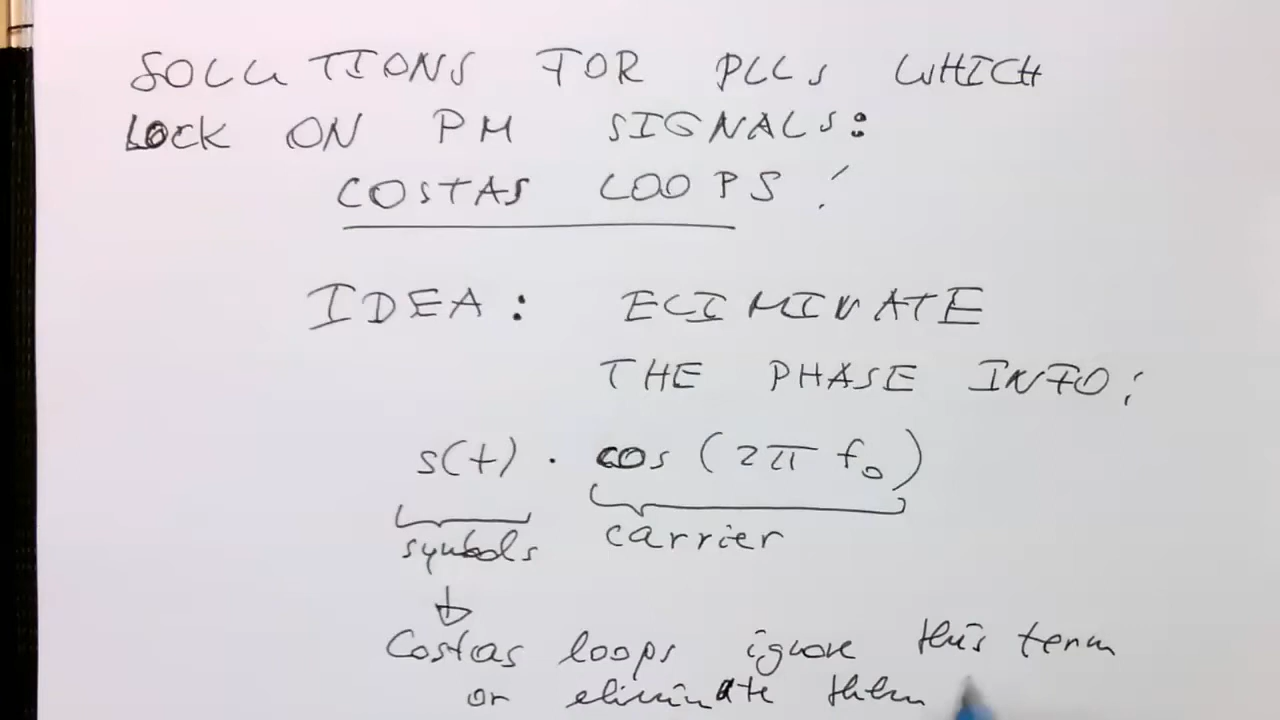 SOLUTIONS FOR PLLs WHICH
LOCK ON PM SIGNALS:
COSTAS LOOPS!
IDEA: ELIMINATE
THE PHASE INFO:
s(t) · cos(2π f₀)
symbols carrier
Costas loops ignore this term
or eliminate them